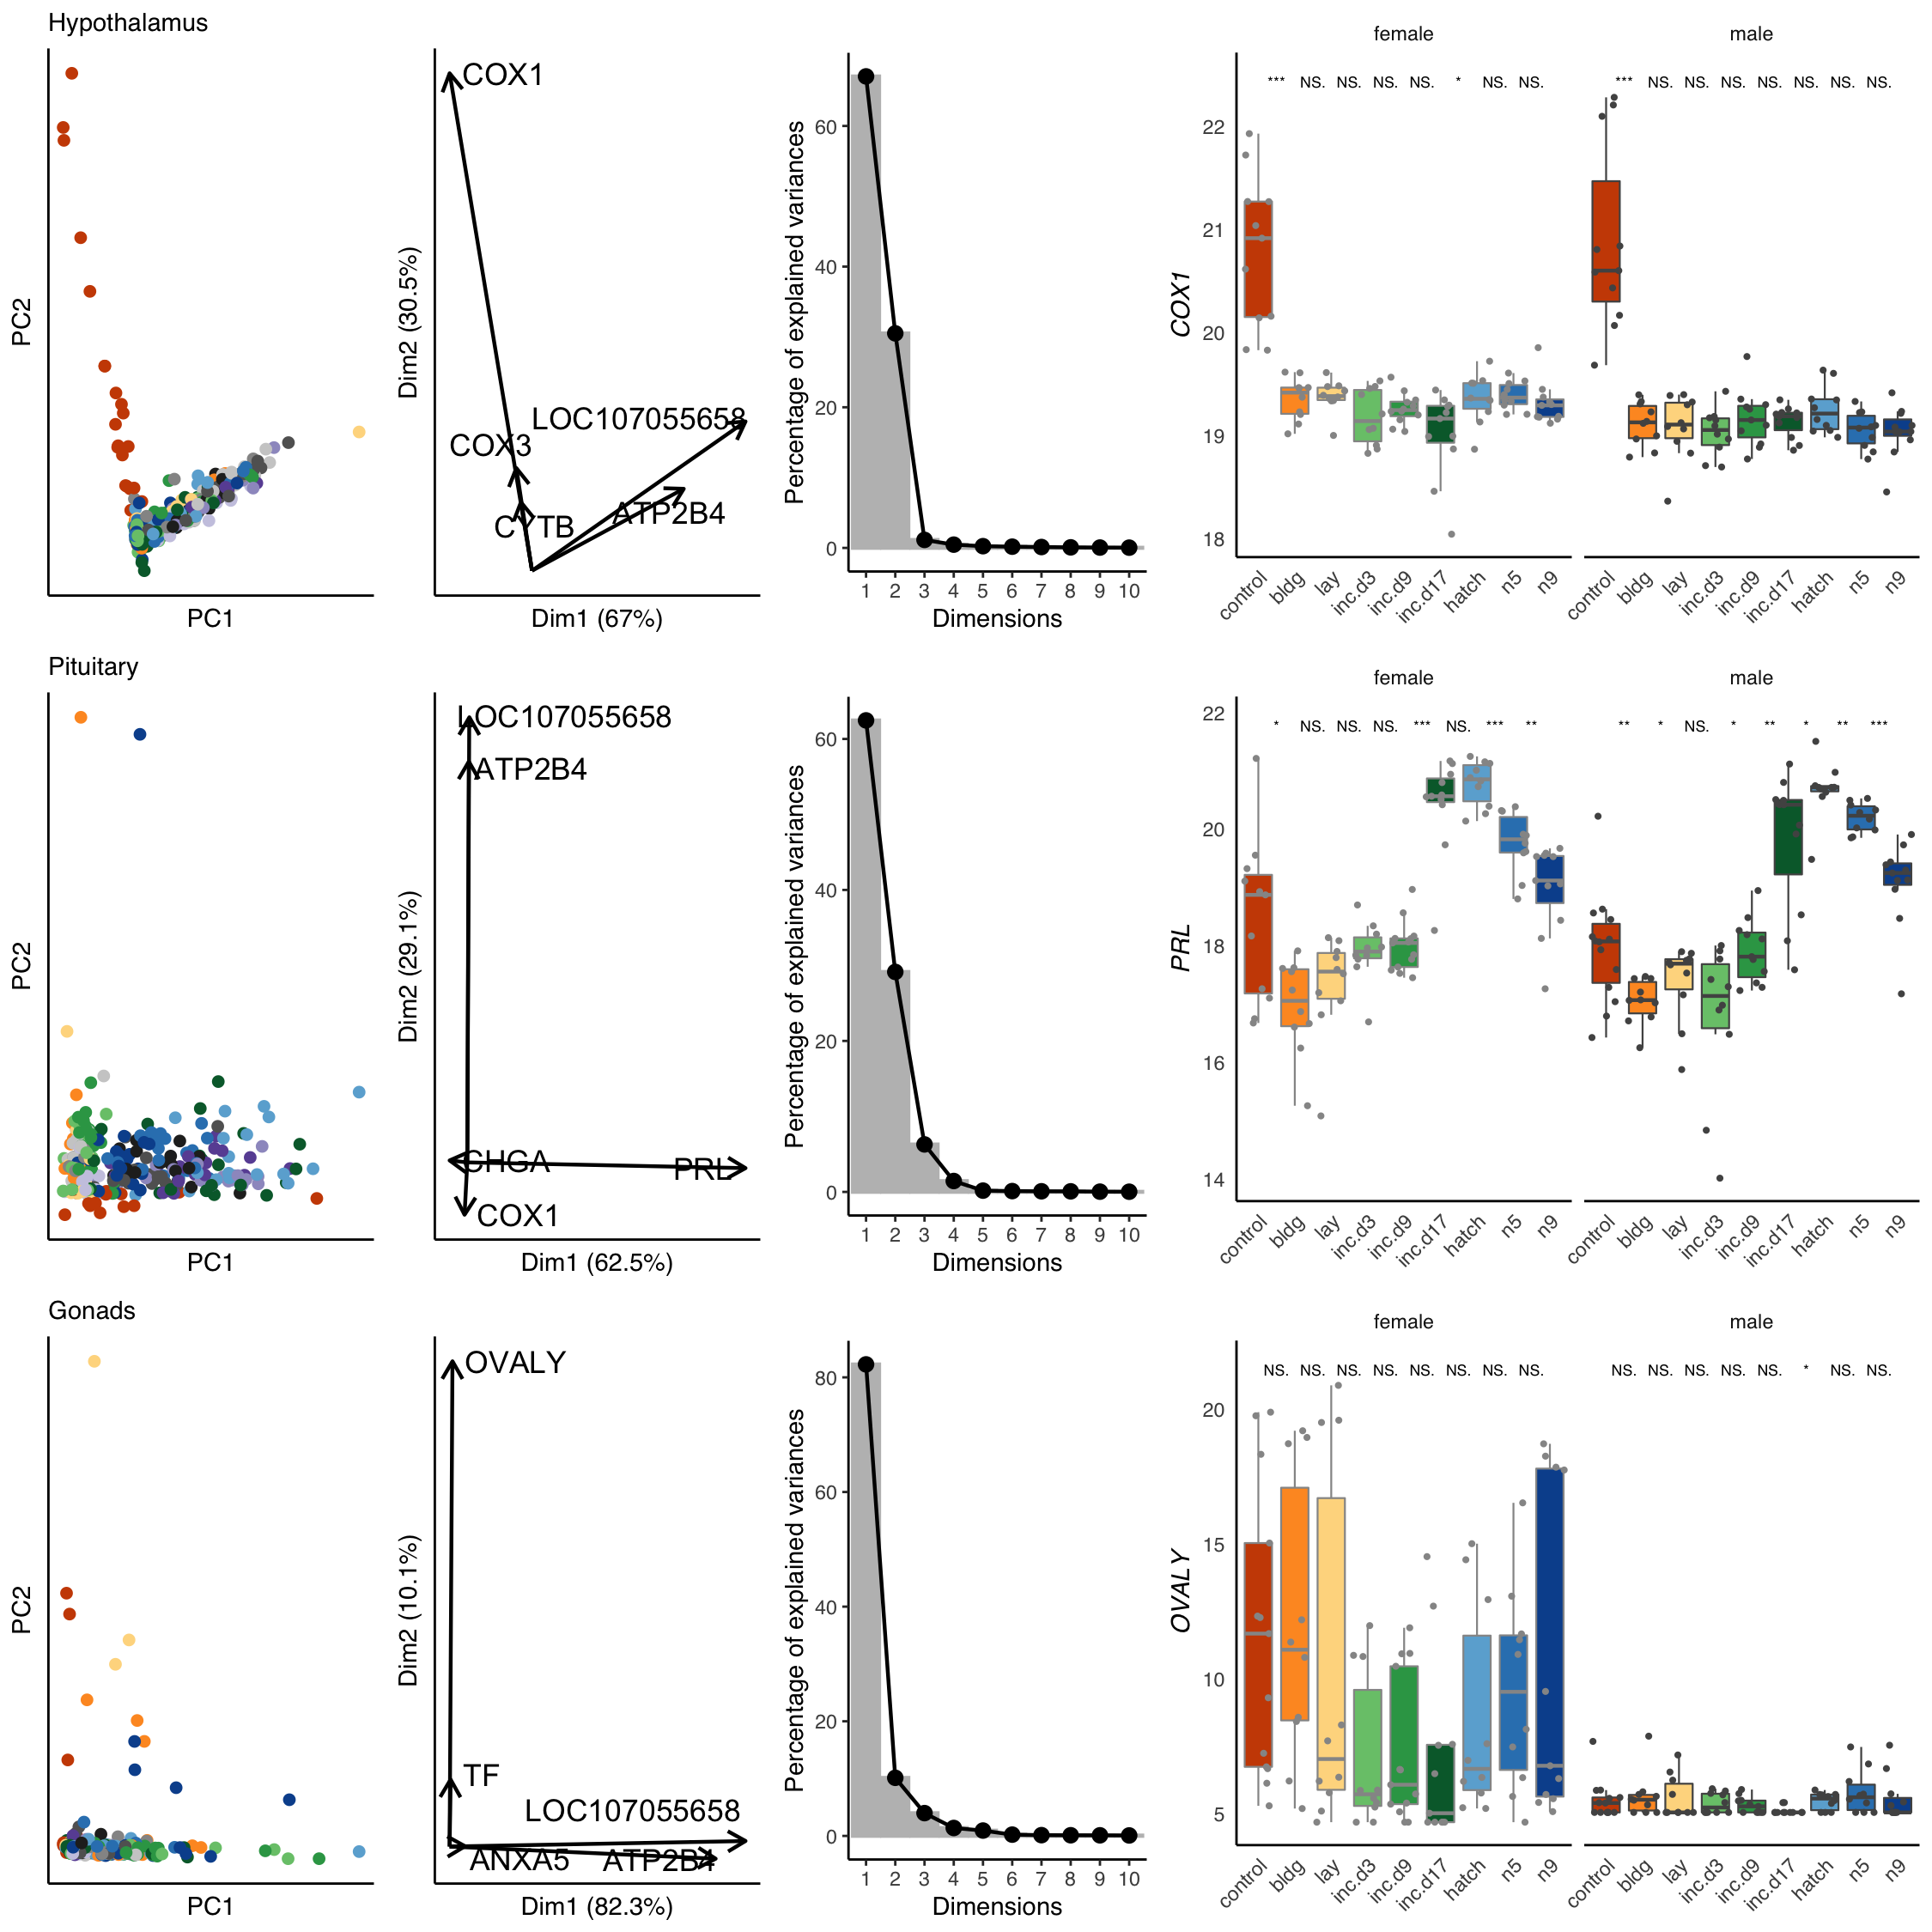 Hypothalamus
PC2
PC1
COX1
LOC107055658
COX3
ATP2B4
CYTB
Dim2 (30.5%)
Dim1 (67%)
Percentage of explained variances
60
40
20
0
1 2 3 4 5 6 7 8 9 10
Dimensions
female male
*** NS. NS. NS. NS. * NS. NS.
*** NS. NS. NS. NS. NS. NS. NS.
COX1
22
21
20
19
18
control bldg lay inc.d3 inc.d9 inc.d17 hatch n5 n9
control bldg lay inc.d3 inc.d9 inc.d17 hatch n5 n9
Pituitary
PC2
PC1
LOC107055658
ATP2B4
CHGA PRL
COX1
Dim2 (29.1%)
Dim1 (62.5%)
Percentage of explained variances
60
40
20
0
1 2 3 4 5 6 7 8 9 10
Dimensions
female male
* NS. NS. NS. *** NS. *** **
** * NS. * ** * ** ***
PRL
22
20
18
16
14
control bldg lay inc.d3 inc.d9 inc.d17 hatch n5 n9
control bldg lay inc.d3 inc.d9 inc.d17 hatch n5 n9
Gonads
PC2
PC1
OVALY
TF
LOC107055658
ANXA5 ATP2B4
Dim2 (10.1%)
Dim1 (82.3%)
Percentage of explained variances
80
60
40
20
0
1 2 3 4 5 6 7 8 9 10
Dimensions
female male
NS. NS. NS. NS. NS. NS. NS. NS.
NS. NS. NS. NS. NS. * NS. NS.
OVALY
20
15
10
5
control bldg lay inc.d3 inc.d9 inc.d17 hatch n5 n9
control bldg lay inc.d3 inc.d9 inc.d17 hatch n5 n9